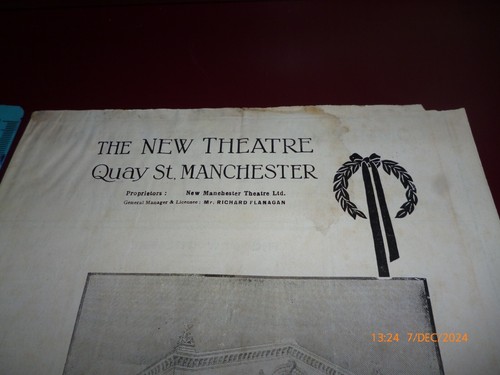 THE NEW THEATRE
Quay St. MANCHESTER
Proprietors : New Manchester Theatre Ltd.
General Manager & Licensee : Mr. RICHARD FLANAGAN
13:24 7/DEC/2024